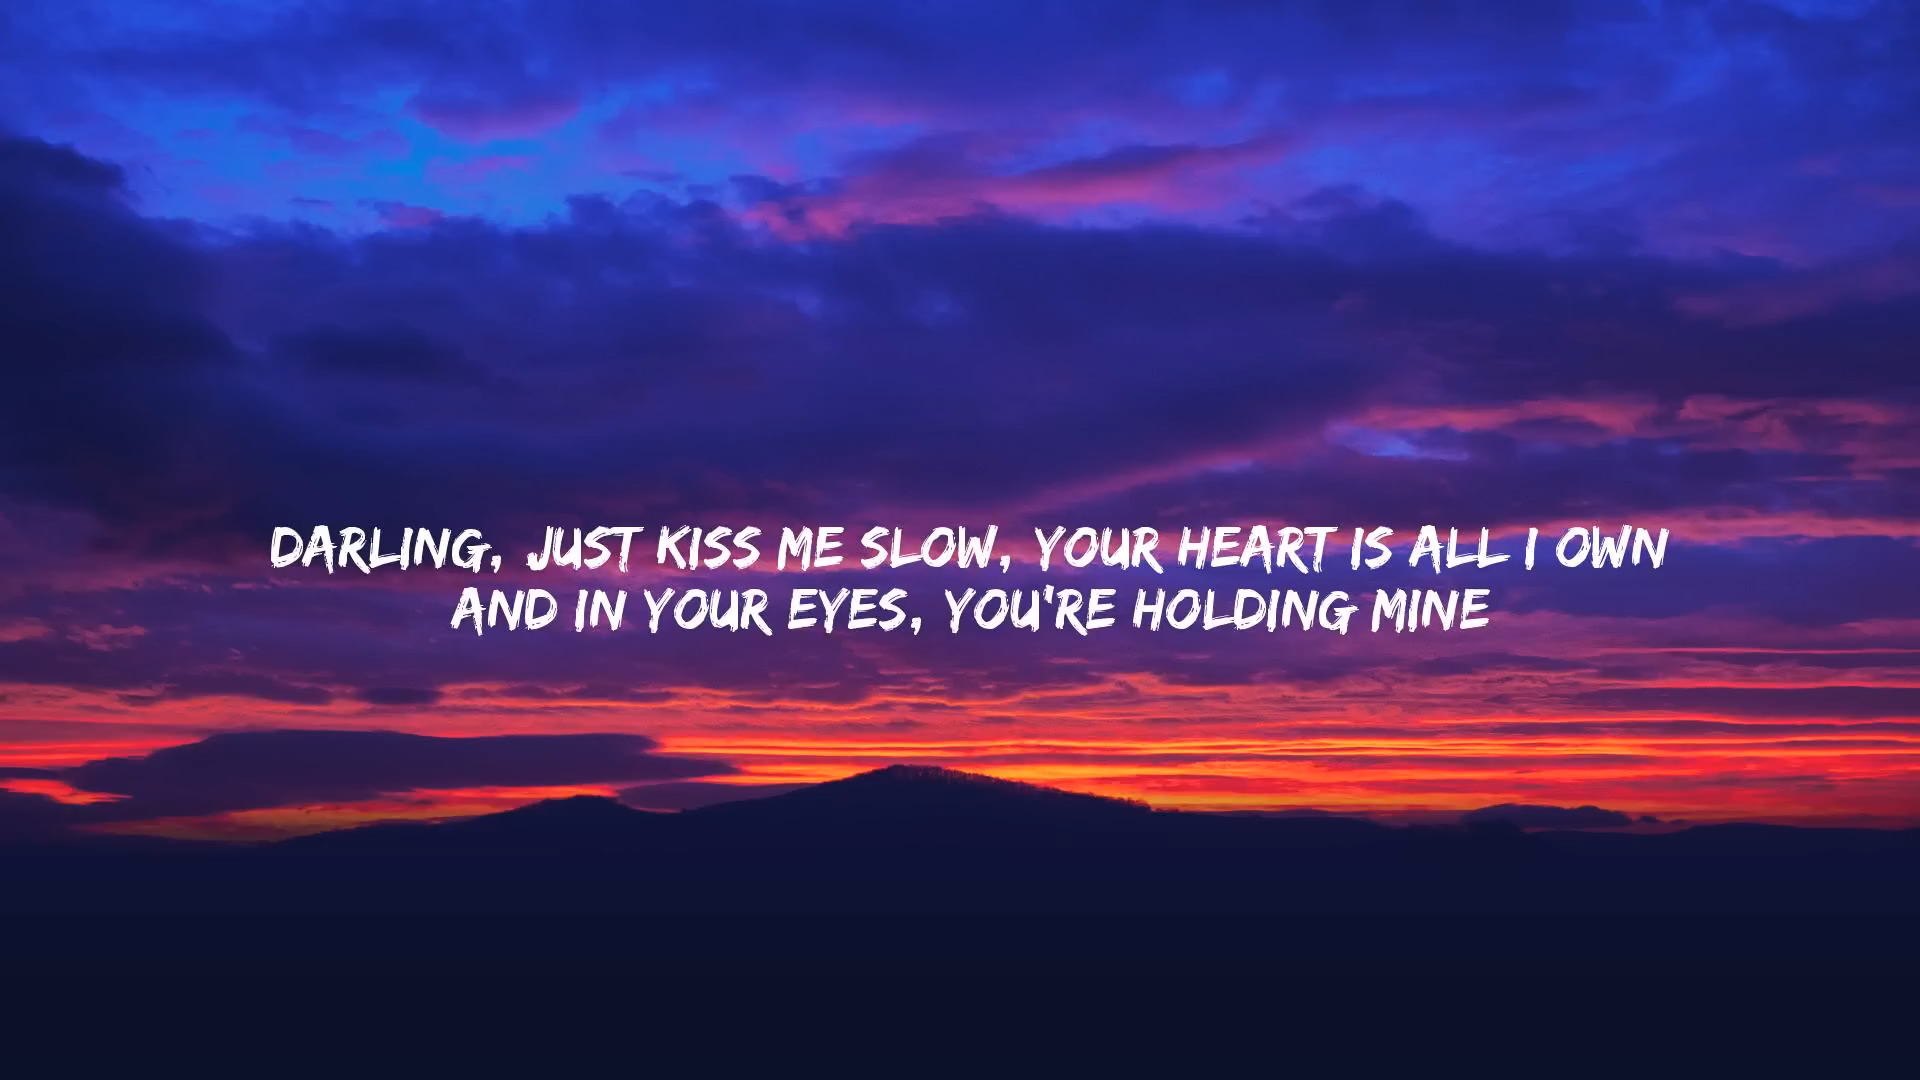 DARLING, JUST KISS ME SLOW, YOUR HEART IS ALL I OWN
AND IN YOUR EYES, YOU'RE HOLDING MINE